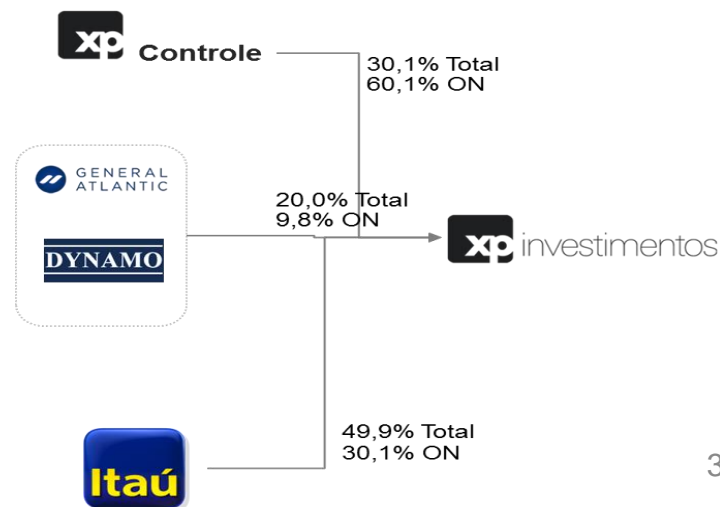 xp Controle
30,1% Total
60,1% ON
GENERAL
ATLANTIC
20,0% Total
9,8% ON
DYNAMO
xp investimentos
49,9% Total
30,1% ON
Itaú
3